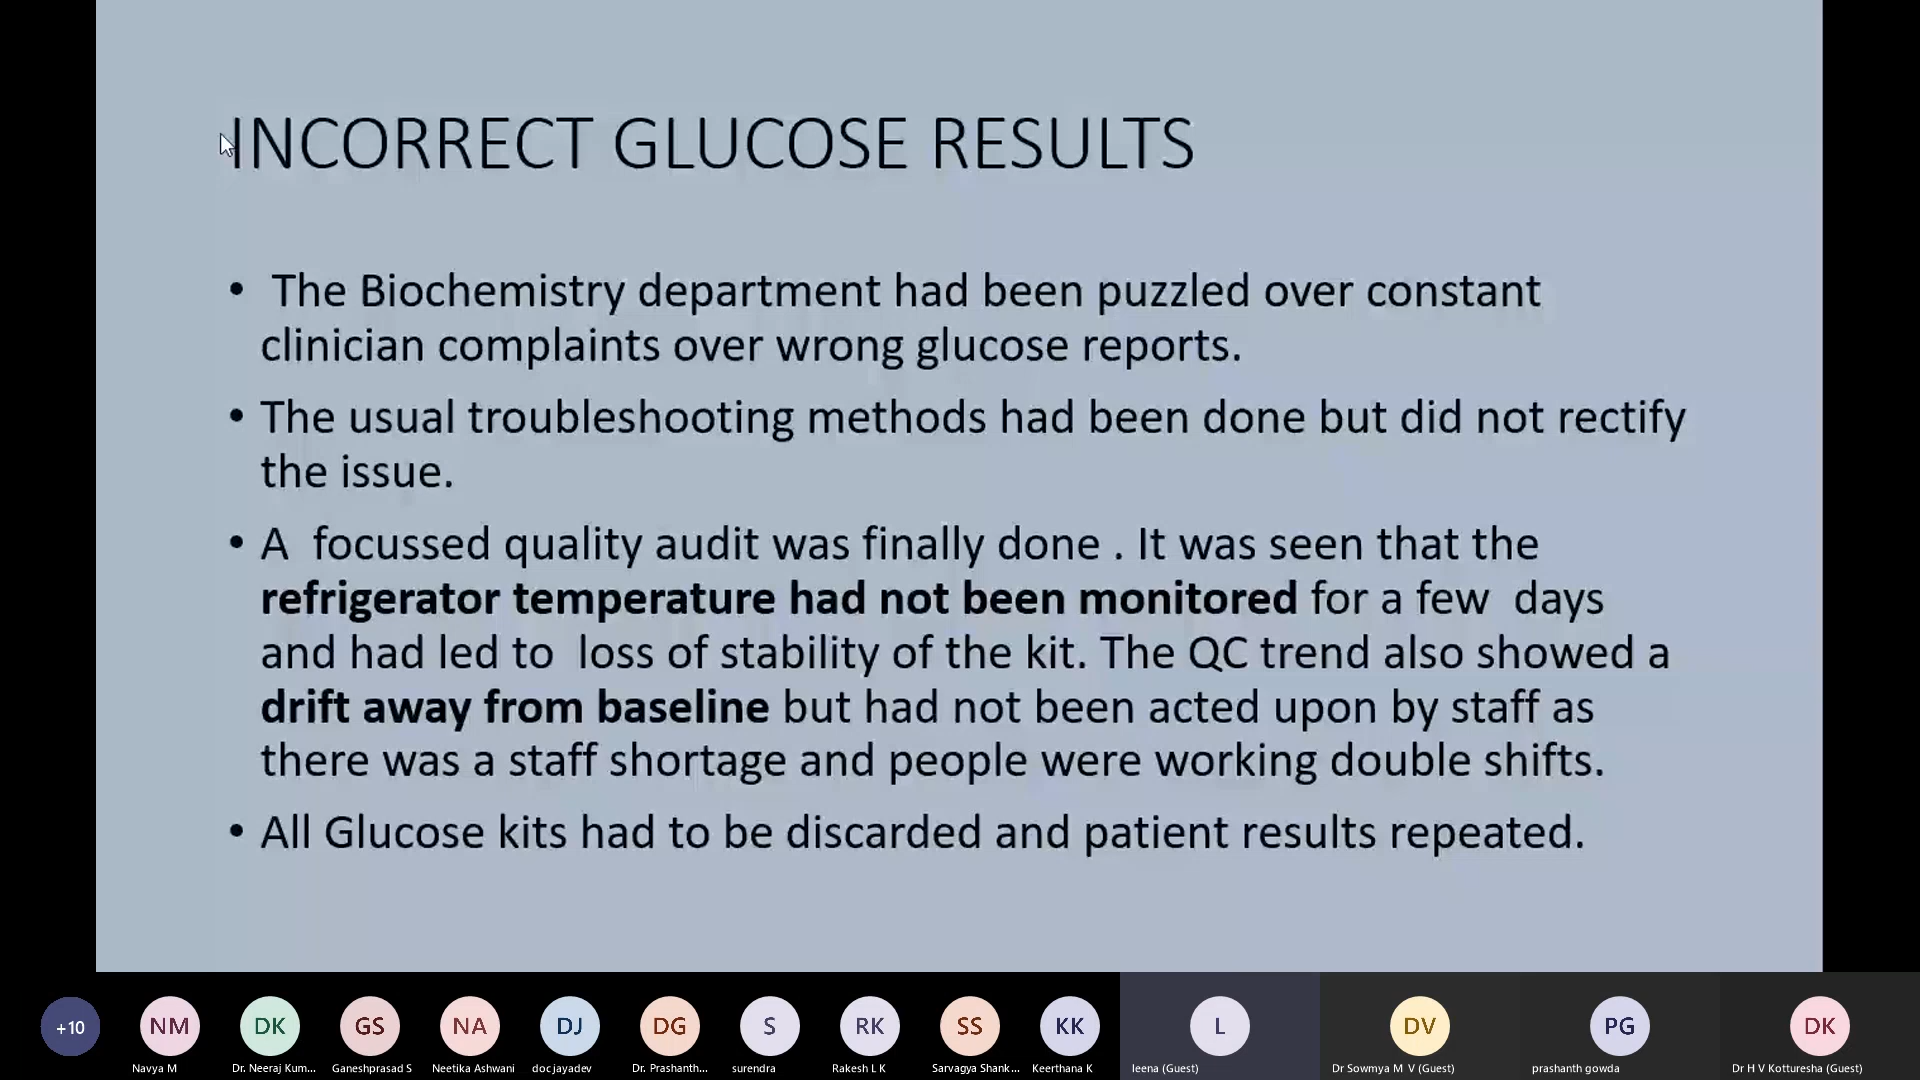 INCORRECT GLUCOSE RESULTS
• The Biochemistry department had been puzzled over constant
clinician complaints over wrong glucose reports.
• The usual troubleshooting methods had been done but did not rectify
the issue.
• A focussed quality audit was finally done . It was seen that the
refrigerator temperature had not been monitored for a few days
and had led to loss of stability of the kit. The QC trend also showed a
drift away from baseline but had not been acted upon by staff as
there was a staff shortage and people were working double shifts.
• All Glucose kits had to be discarded and patient results repeated.
+10 NM DK GS NA DJ DG S RK SS KK L DV PG DK
Navya M Dr. Neeraj Kum... Ganeshprasad S Neetika Ashwani docjayadev Dr. Prashanth... surendra Rakesh L K Sarvagya Shank... Keerthana K leena (Guest) Dr Sowmya M V (Guest) prashanth gowda Dr H V Kotturesha (Guest)